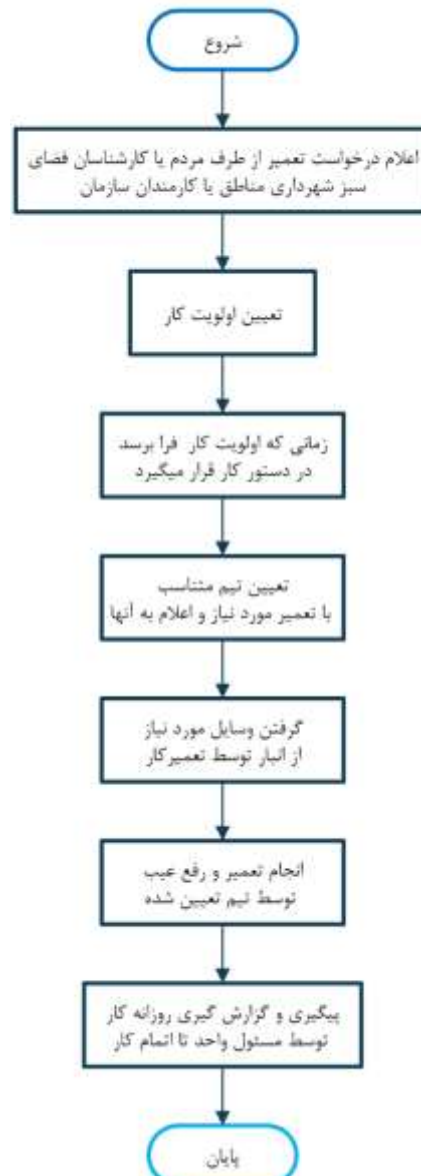 شروع
اعلام درخواست تعمیر از طرف مردم یا کارشناسان فضای
سبز شهرداری مناطق یا کارمندان سازمان
تعیین اولویت کار
زمانی که اولویت کار فرا برسد
در دستور کار قرار میگیرد
تعیین تیم متناسب
با تعمیر مورد نیاز و اعلام به آنها
گرفتن وسایل مورد نیاز
از انبار توسط تعمیرکار
انجام تعمیر و رفع عیب
توسط تیم تعیین شده
پیگیری و گزارش گیری روزانه کار
توسط مسئول واحد تا اتمام کار
پایان